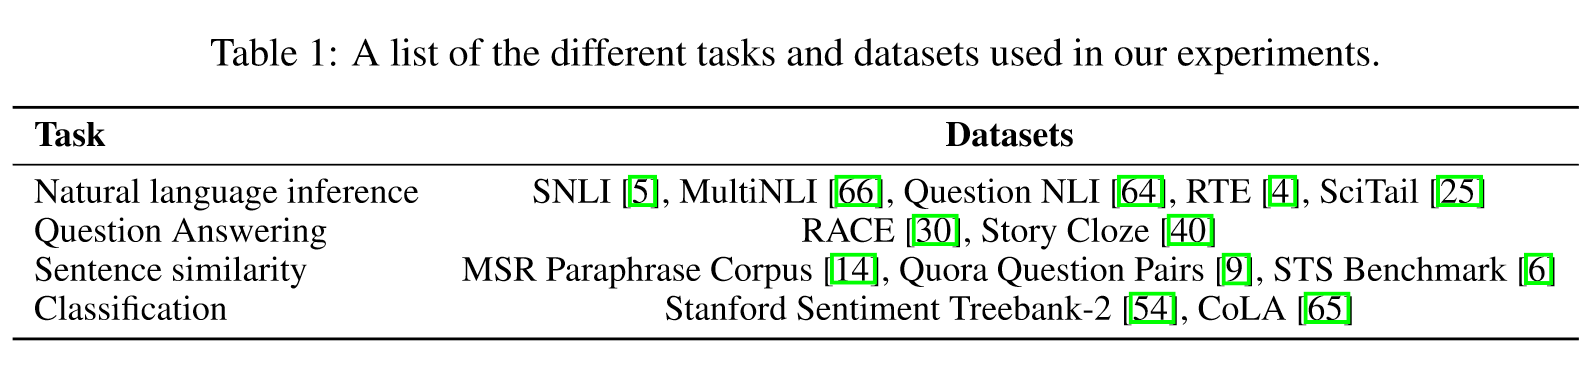 Table 1: A list of the different tasks and datasets used in our experiments.
Task Datasets
Natural language inference SNLI [5], MultiNLI [66], Question NLI [64], RTE [4], SciTail [25]
Question Answering RACE [30], Story Cloze [40]
Sentence similarity MSR Paraphrase Corpus [14], Quora Question Pairs [9], STS Benchmark [6]
Classification Stanford Sentiment Treebank-2 [54], CoLA [65]